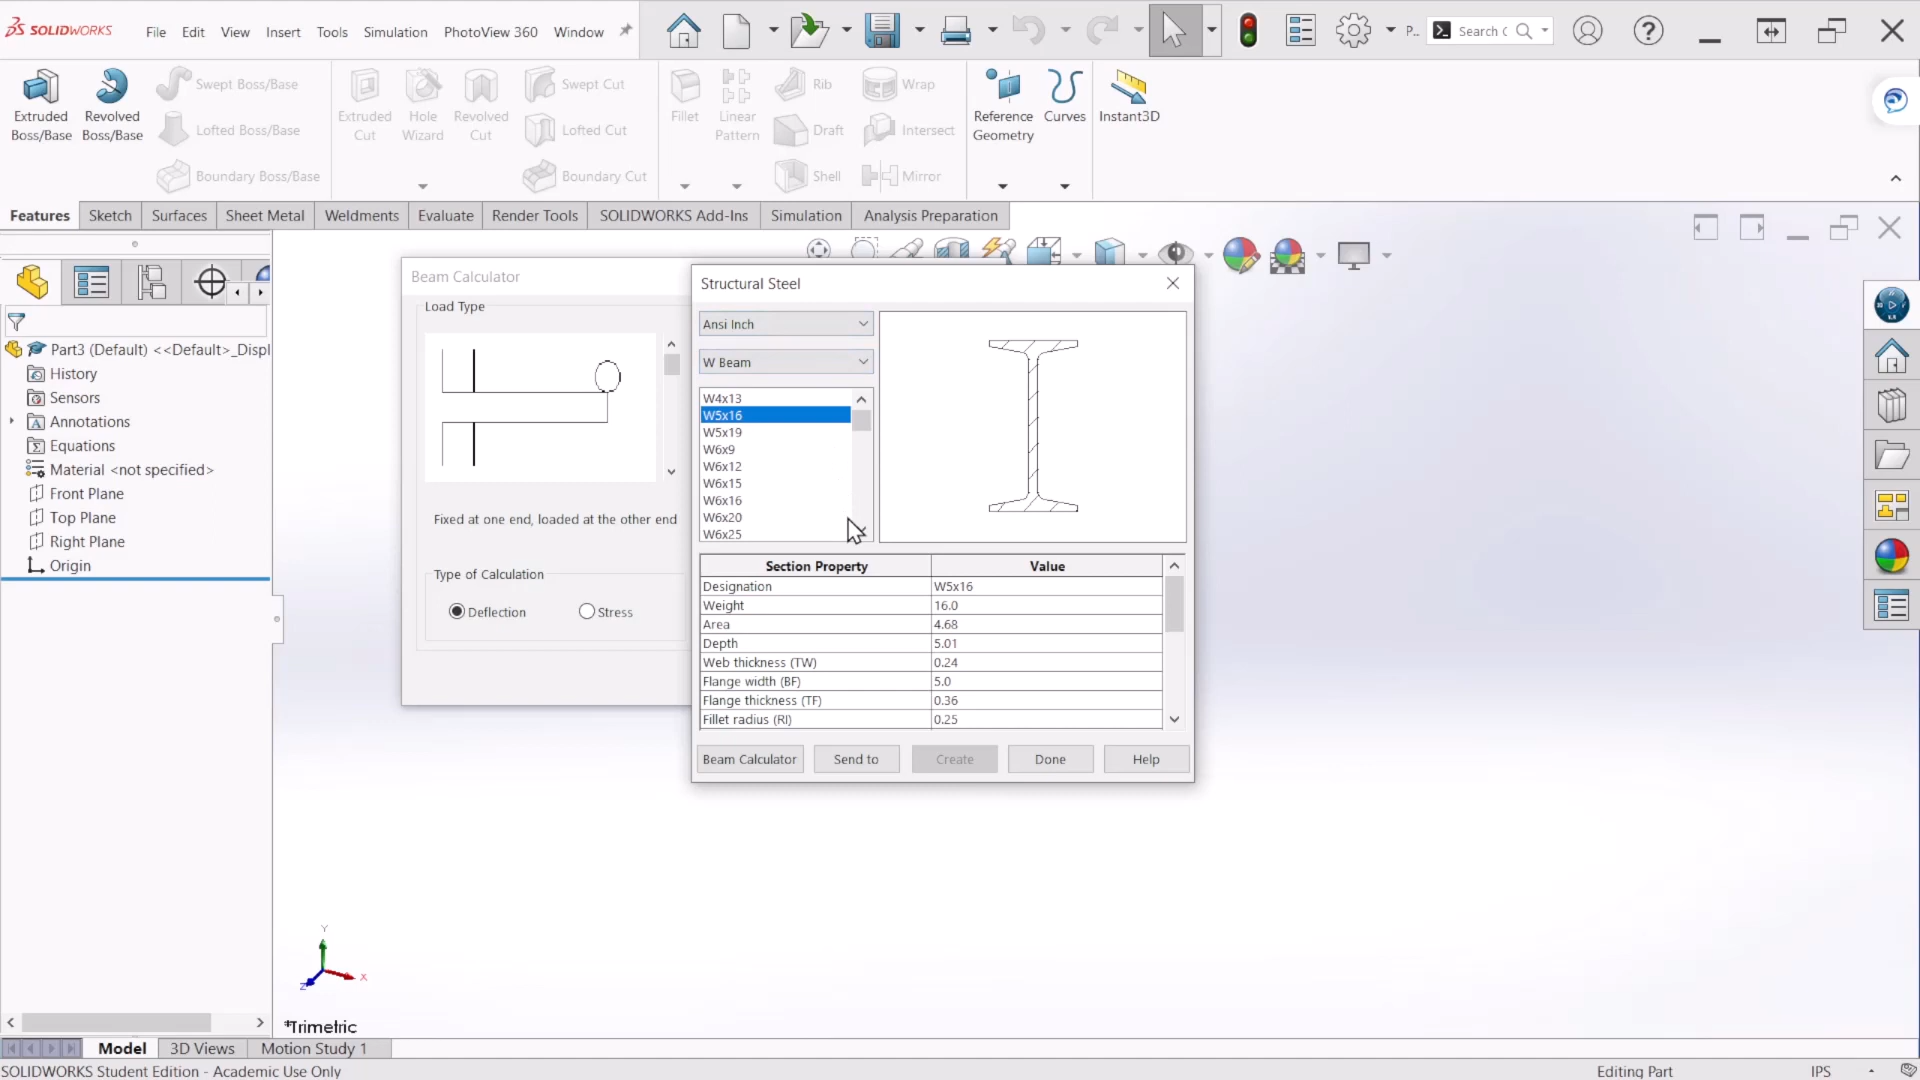 SOLIDWORKS
File Edit View Insert Tools Simulation PhotoView 360 Window
P..
Search C
Extruded Boss/Base
Revolved Boss/Base
Swept Boss/Base
Lofted Boss/Base
Boundary Boss/Base
Extruded Cut
Hole Wizard
Revolved Cut
Swept Cut
Lofted Cut
Boundary Cut
Fillet
Linear Pattern
Rib
Draft
Shell
Wrap
Intersect
Mirror
Reference Geometry
Curves
Instant3D
Features Sketch Surfaces Sheet Metal Weldments Evaluate Render Tools SOLIDWORKS Add-Ins Simulation Analysis Preparation
Part3 (Default) <<Default>_Displ
History
Sensors
Annotations
Equations
Material <not specified>
Front Plane
Top Plane
Right Plane
Origin
Beam Calculator
Load Type
Fixed at one end, loaded at the other end
Type of Calculation
Deflection Stress
Structural Steel
Ansi Inch
W Beam
W4x13
W5x16
W5x19
W6x9
W6x12
W6x15
W6x16
W6x20
W6x25
Section Property Value
Designation W5x16
Weight 16.0
Area 4.68
Depth 5.01
Web thickness (TW) 0.24
Flange width (BF) 5.0
Flange thickness (TF) 0.36
Fillet radius (RI) 0.25
Beam Calculator Send to Create Done Help
Y
X
Z
*Trimetric
Model 3D Views Motion Study 1
SOLIDWORKS Student Edition - Academic Use Only Editing Part IPS